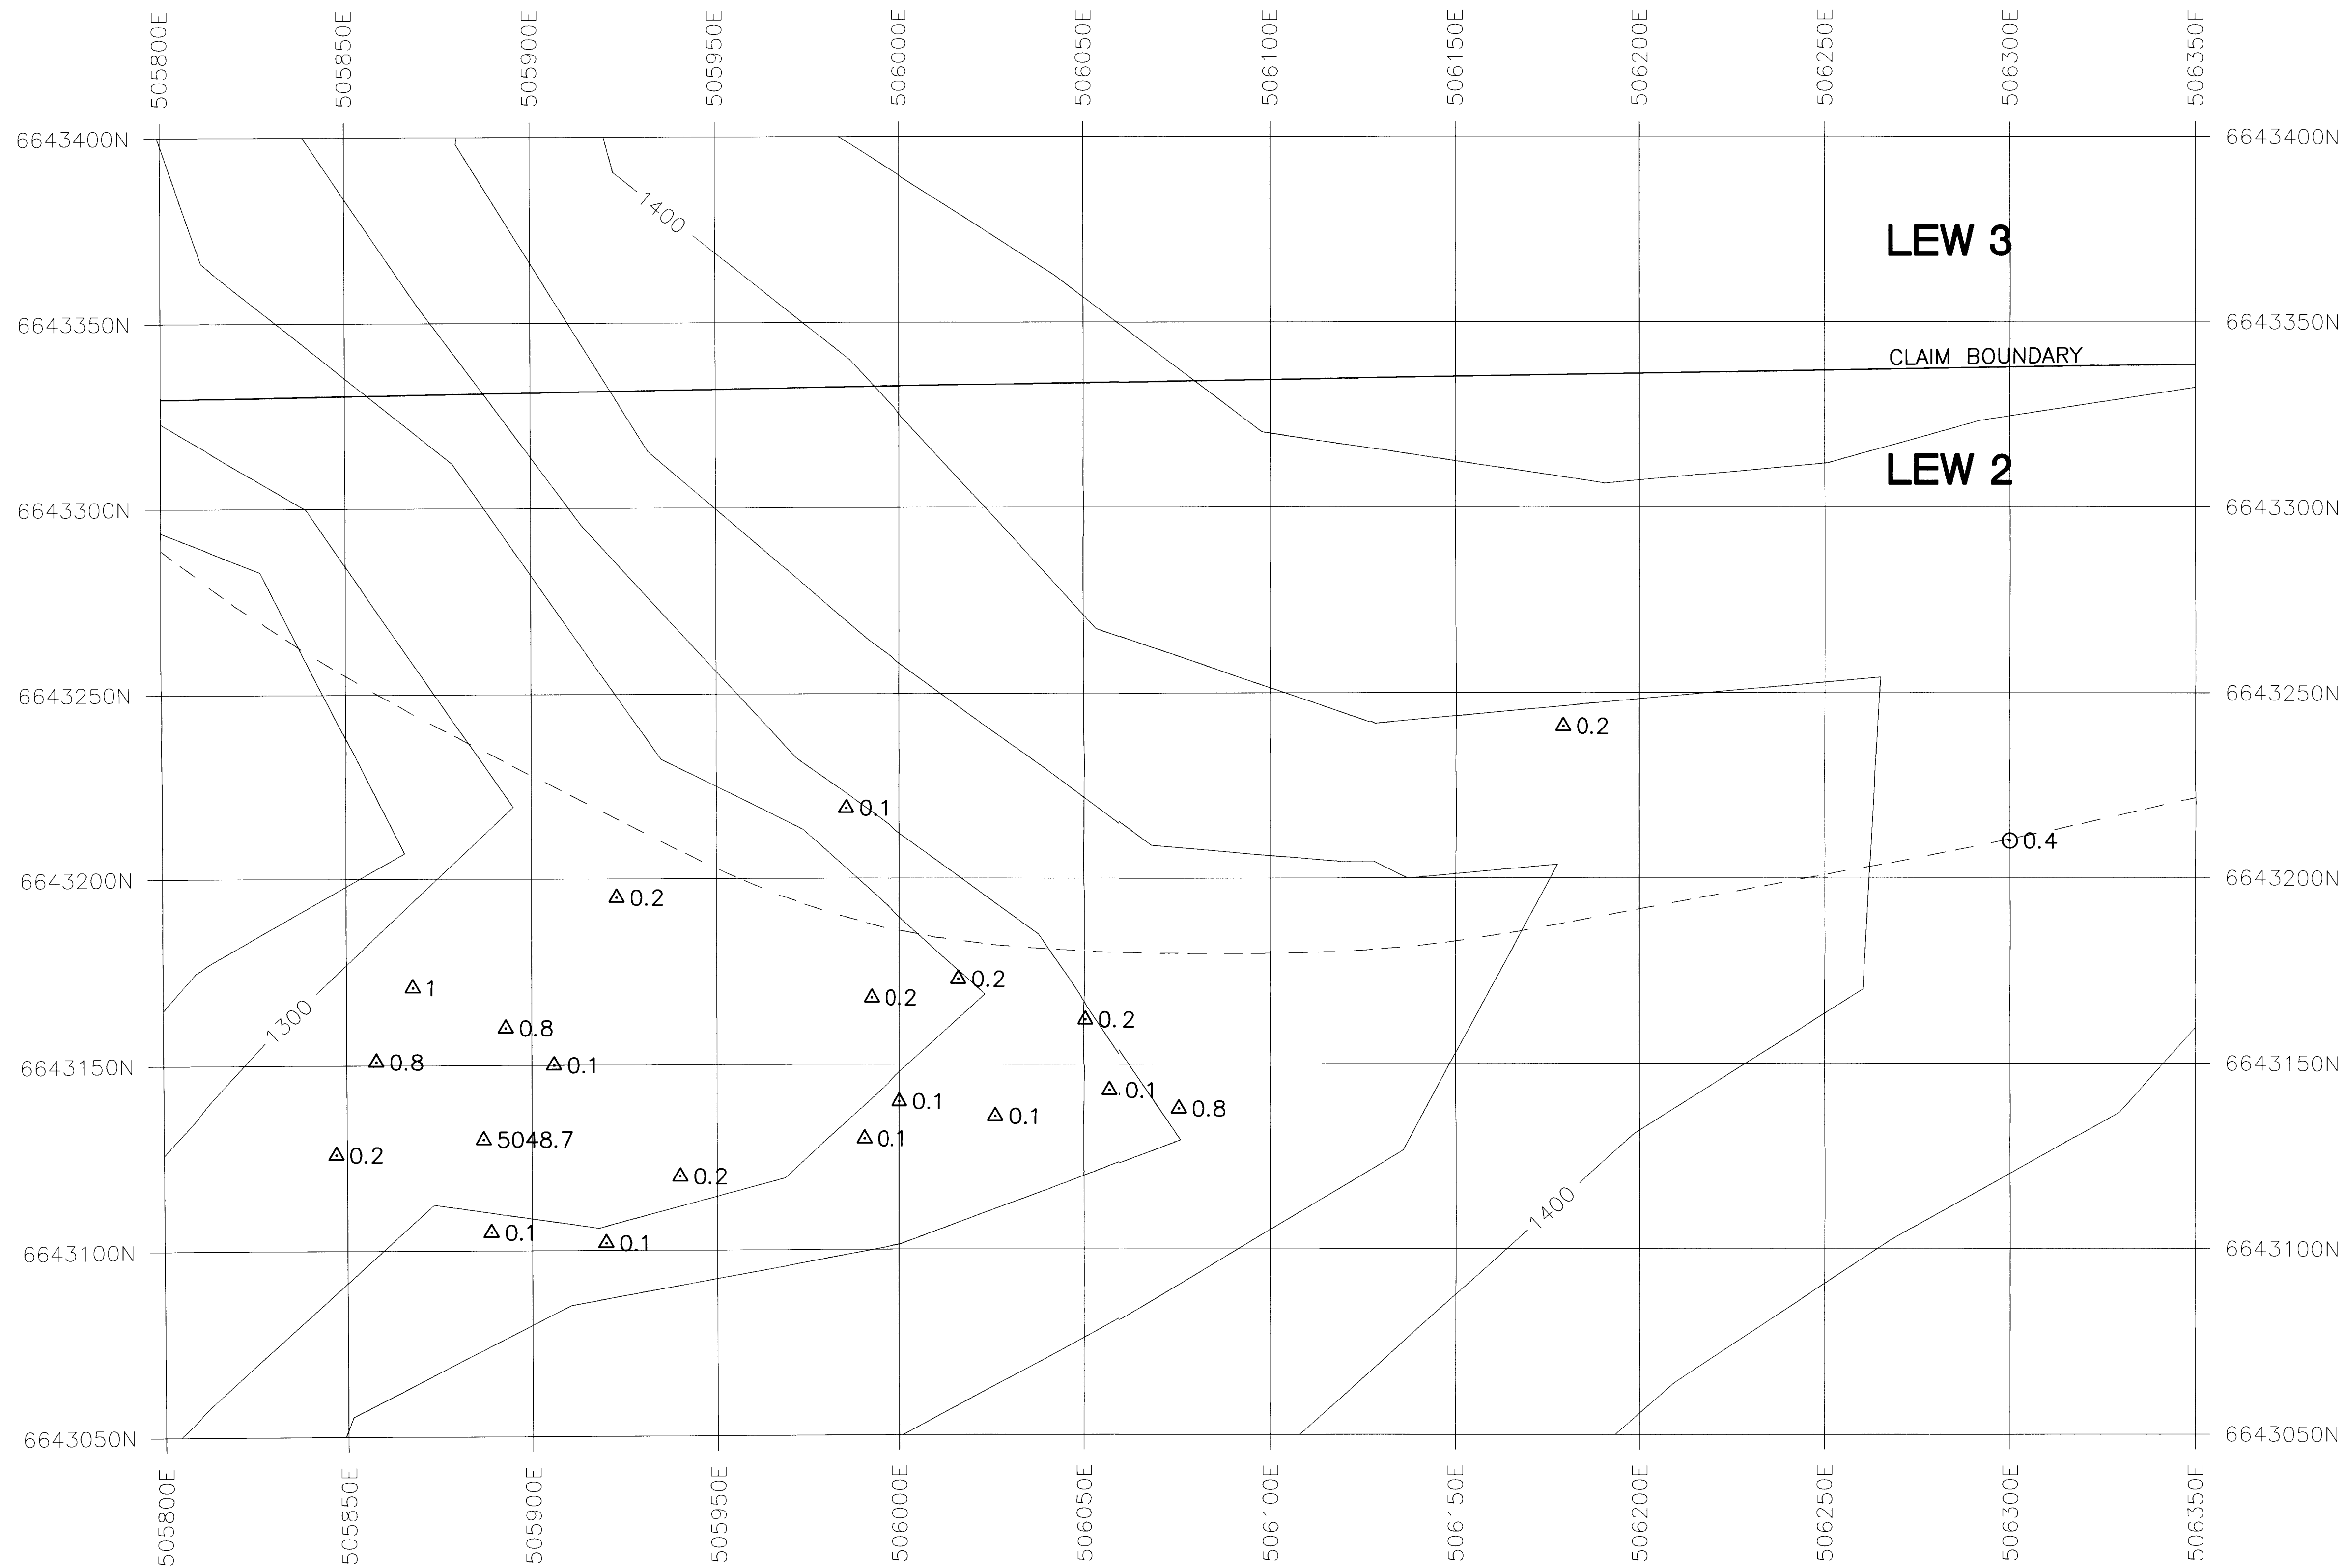 505800E
505850E
505900E
505950E
506000E
506050E
506100E
506150E
506200E
506250E
506300E
506350E
6643400N
6643400N
1400
LEW 3
6643350N
6643350N
CLAIM BOUNDARY
LEW 2
6643300N
6643300N
6643250N
6643250N
0.2
0.1
0.4
6643200N
6643200N
0.2
0.2
1
0.2
1300
0.2
0.8
0.8
0.1
6643150N
6643150N
0.1
0.1
0.8
0.1
0.1
5048.7
0.2
0.2
1400
0.1
0.1
6643100N
6643100N
6643050N
6643050N
505800E
505850E
505900E
505950E
506000E
506050E
506100E
506150E
506200E
506250E
506300E
506350E